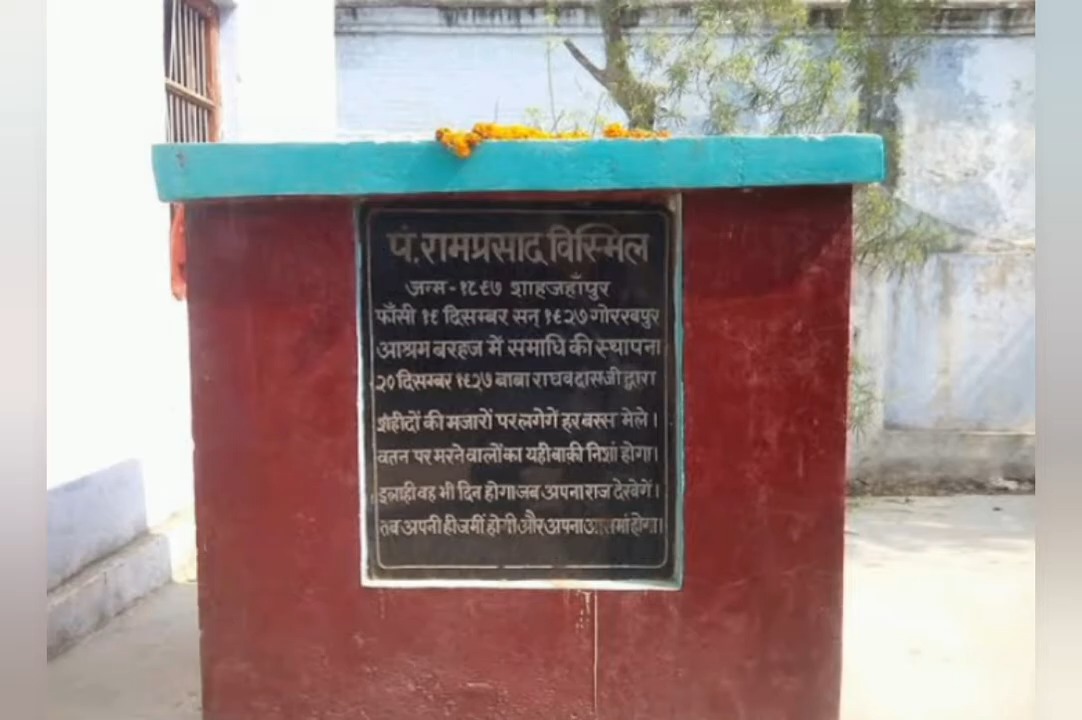 पं. रामप्रसाद विस्मिल
जन्म - १८९७ शाहजहाँपुर
फाँसी १९ दिसम्बर सन् १९२७ गोरखपुर
आश्रम बरहज में समाधि की स्थापना
२० दिसम्बर १९२७ बाबा राघवदासजी द्वारा
शहीदों की मजारों पर लगेगें हर बरस मेले ।
वतन पर मरने वालों का यही बाक़ी निशां होगा।
इलाही वह भी दिन होगा जब अपना राज देखेगें ।
तब अपनी ही जमीं होगी और अपना आसमां होगा।